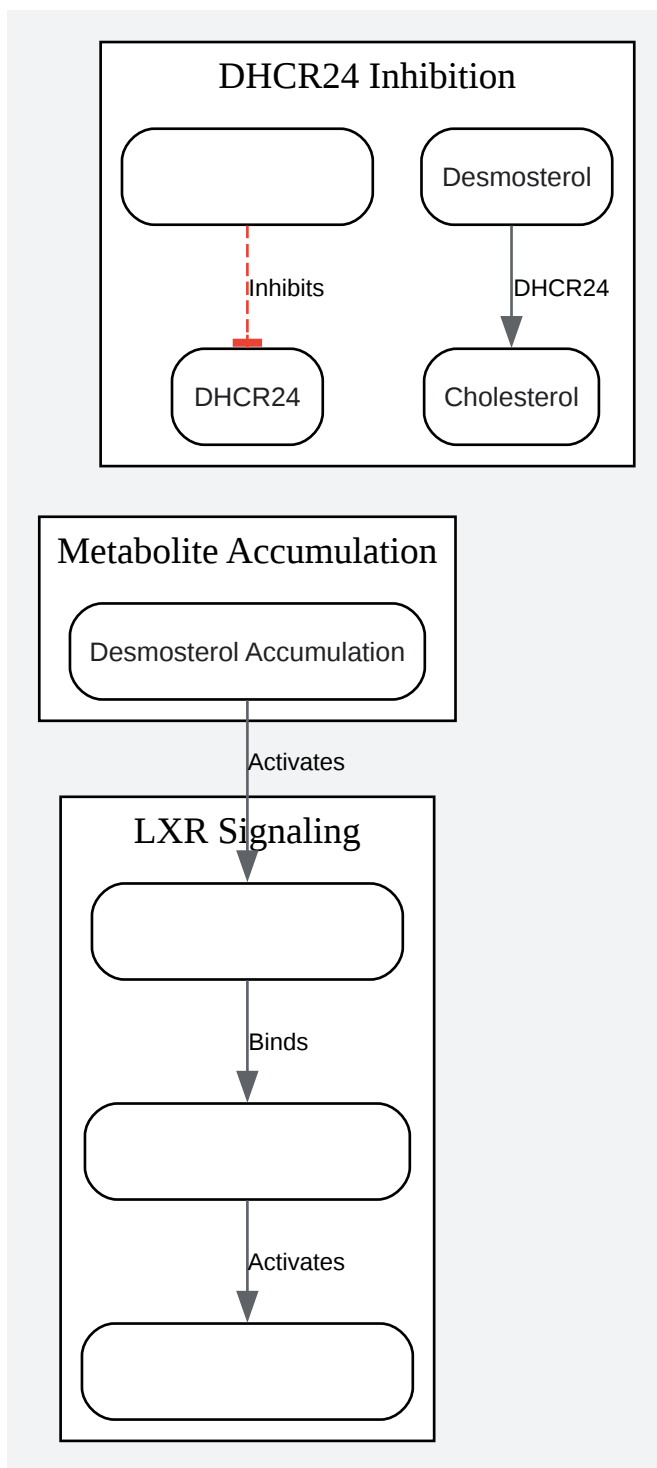 DHCR24 Inhibition
Desmosterol
Inhibits
DHCR24
DHCR24
Cholesterol
Metabolite Accumulation
Desmosterol Accumulation
Activates
LXR Signaling
Binds
Activates